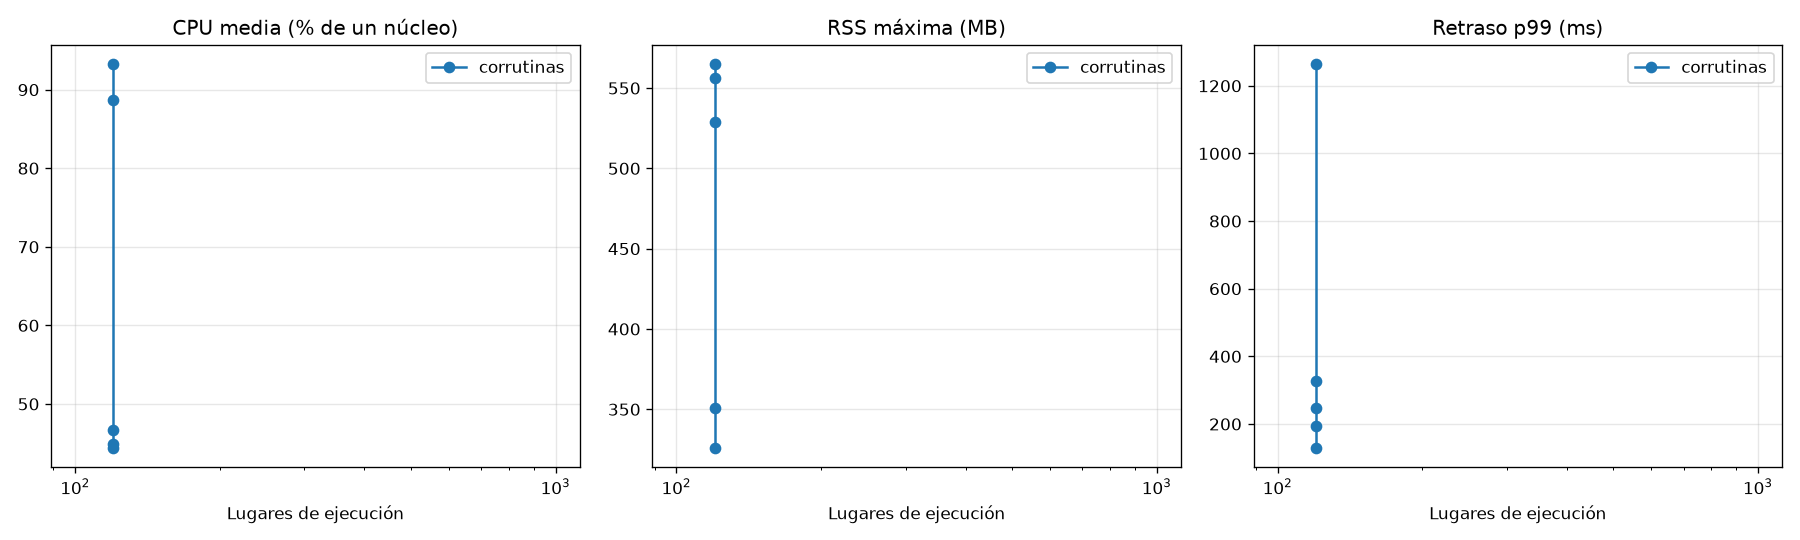 CPU media (% de un núcleo)
corrutinas
90
80
70
60
50
10²
10³
Lugares de ejecución
RSS máxima (MB)
corrutinas
550
500
450
400
350
10²
10³
Lugares de ejecución
Retraso p99 (ms)
corrutinas
1200
1000
800
600
400
200
10²
10³
Lugares de ejecución